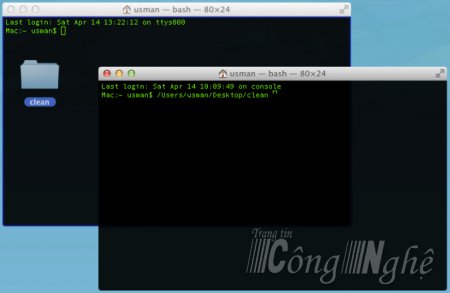 usman — bash — 80×24
Last login: Sat Apr 14 13:22:12 on ttys000
Mac:~ usman$
clean
usman — bash — 80×24
Last login: Sat Apr 14 10:09:49 on console
Mac:~ usman$ /Users/usman/Desktop/clean
Trang tin
Công Nghệ